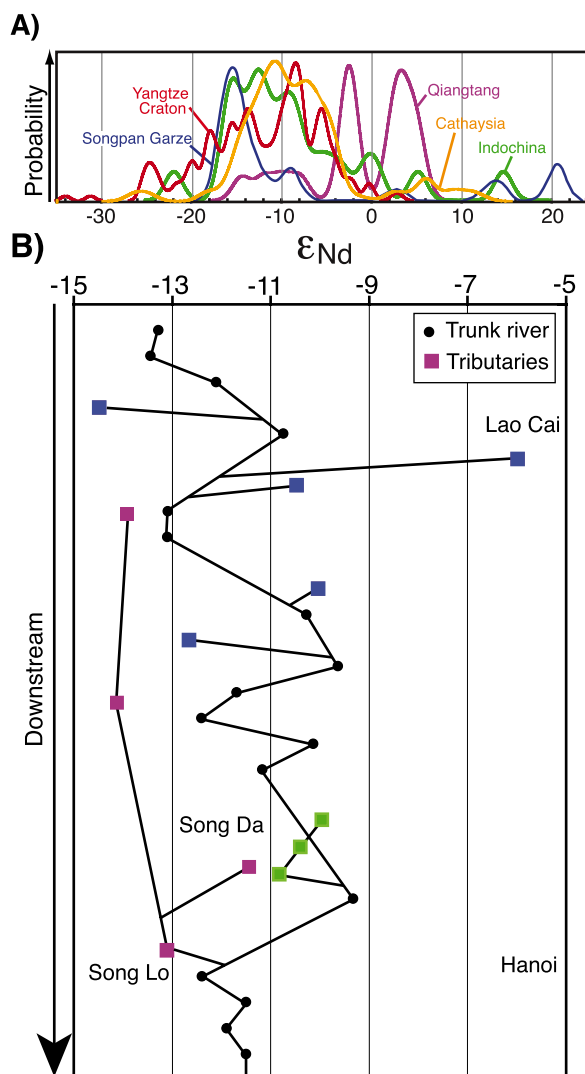 A)
Probability
Yangtze
Craton
Songpan Garze
Qiangtang
Cathaysia
Indochina
-30 -20 -10 0 10 20
εNd
B)
-15 -13 -11 -9 -7 -5
Trunk river
Tributaries
Lao Cai
Downstream
Song Da
Song Lo
Hanoi